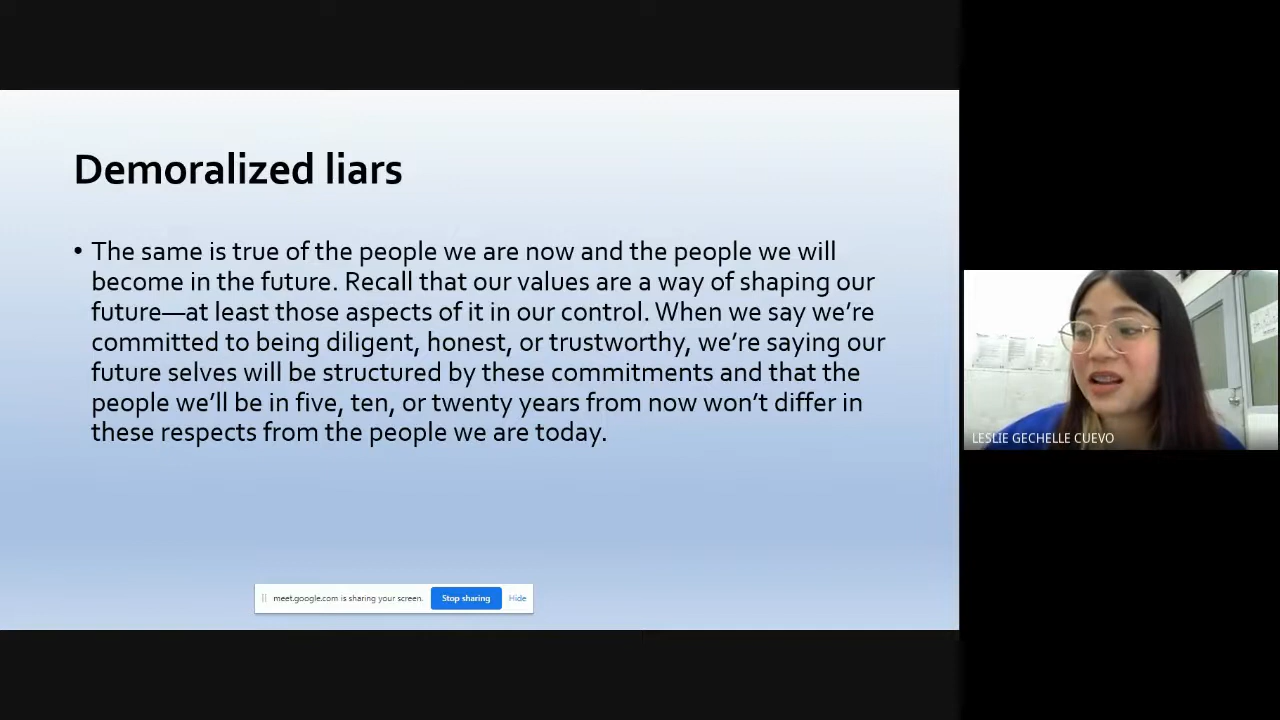 Demoralized liars
• The same is true of the people we are now and the people we will
become in the future. Recall that our values are a way of shaping our
future—at least those aspects of it in our control. When we say we’re
committed to being diligent, honest, or trustworthy, we’re saying our
future selves will be structured by these commitments and that the
people we’ll be in five, ten, or twenty years from now won’t differ in
these respects from the people we are today.
LESLIE GECHELLE CUEVO
meet.google.com is sharing your screen. Stop sharing Hide